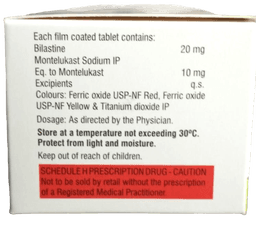 Each film coated tablet contains:
Bilastine 20 mg
Montelukast Sodium IP
Eq. to Montelukast 10 mg
Excipients q.s.
Colours: Ferric oxide USP-NF Red, Ferric oxide
USP-NF Yellow & Titanium dioxide IP
Dosage: As directed by the Physician.
Store at a temperature not exceeding 30ºC.
Protect from light and moisture.
Keep out of reach of children.
SCHEDULE H PRESCRIPTION DRUG - CAUTION
Not to be sold by retail without the prescription
of a Registered Medical Practitioner.